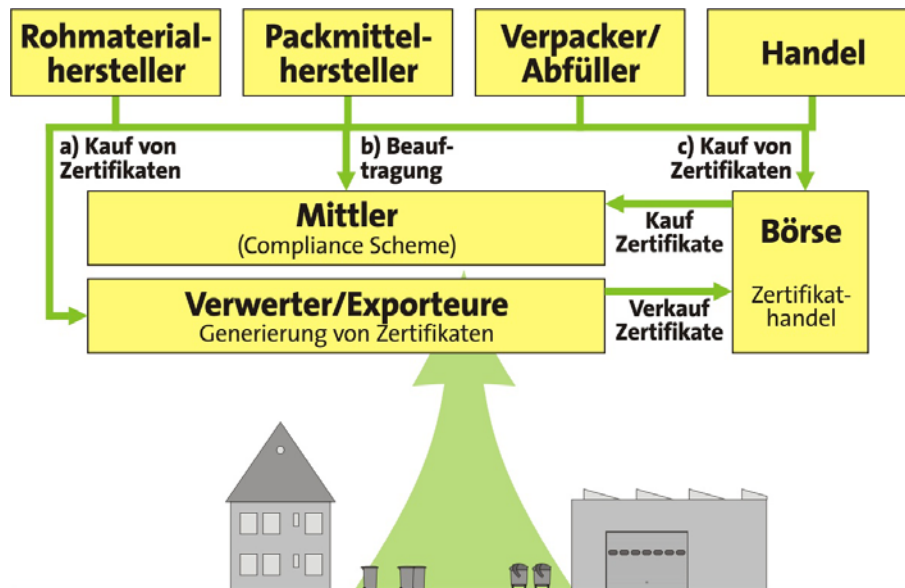 Rohmaterial-
hersteller
Packmittel-
hersteller
Verpacker/
Abfüller
Handel
a) Kauf von
Zertifikaten
b) Beauf-
tragung
c) Kauf von
Zertifikaten
Mittler
(Compliance Scheme)
Kauf
Zertifikate
Börse
Zertifikat-
handel
Verwerter/Exporteure
Generierung von Zertifikaten
Verkauf
Zertifikate